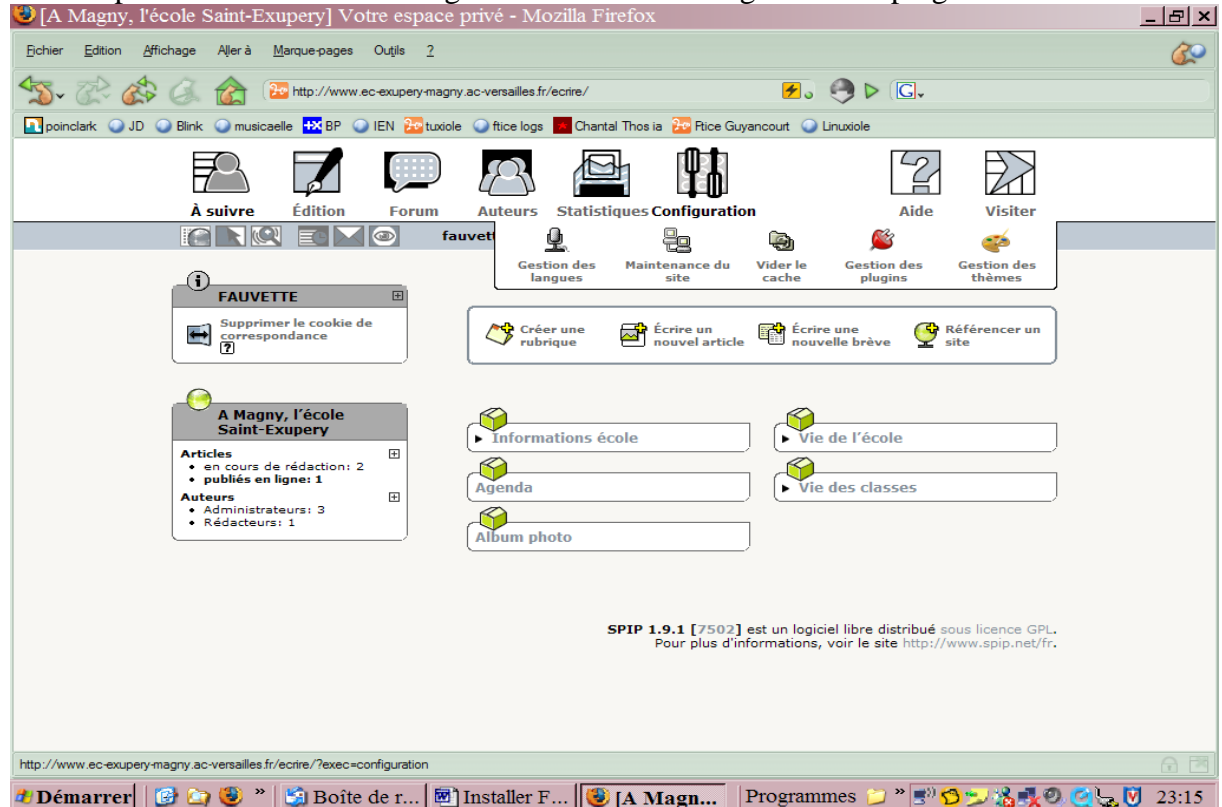 [A Magny, l'école Saint-Exupery] Votre espace privé - Mozilla Firefox
Fichier Edition Affichage Aller à Marque-pages Outils ?
http://www.ec-exupery-magny.ac-versailles.fr/ecrire/
poinclark JD Blink musicaelle BP IEN tuxiole ftice logs Chantal Thos ia Ftice Guyancourt Linuxiole
À suivre Édition Forum Auteurs Statistiques Configuration Aide Visiter
fauvett
Gestion des langues
Maintenance du site
Vider le cache
Gestion des plugins
Gestion des thèmes
FAUVETTE
Supprimer le cookie de
correspondance
?
Créer une
rubrique
Écrire un
nouvel article
Écrire une
nouvelle brève
Référencer un
site
A Magny, l'école
Saint-Exupery
Articles
en cours de rédaction: 2
publiés en ligne: 1
Auteurs
Administrateurs: 3
Rédacteurs: 1
Informations école
Vie de l'école
Agenda
Vie des classes
Album photo
SPIP 1.9.1 [7502] est un logiciel libre distribué sous licence GPL.
Pour plus d'informations, voir le site http://www.spip.net/fr.
http://www.ec-exupery-magny.ac-versailles.fr/ecrire/?exec=configuration
Démarrer » Boîte de r... Installer F... [A Magn... Programmes » 23:15